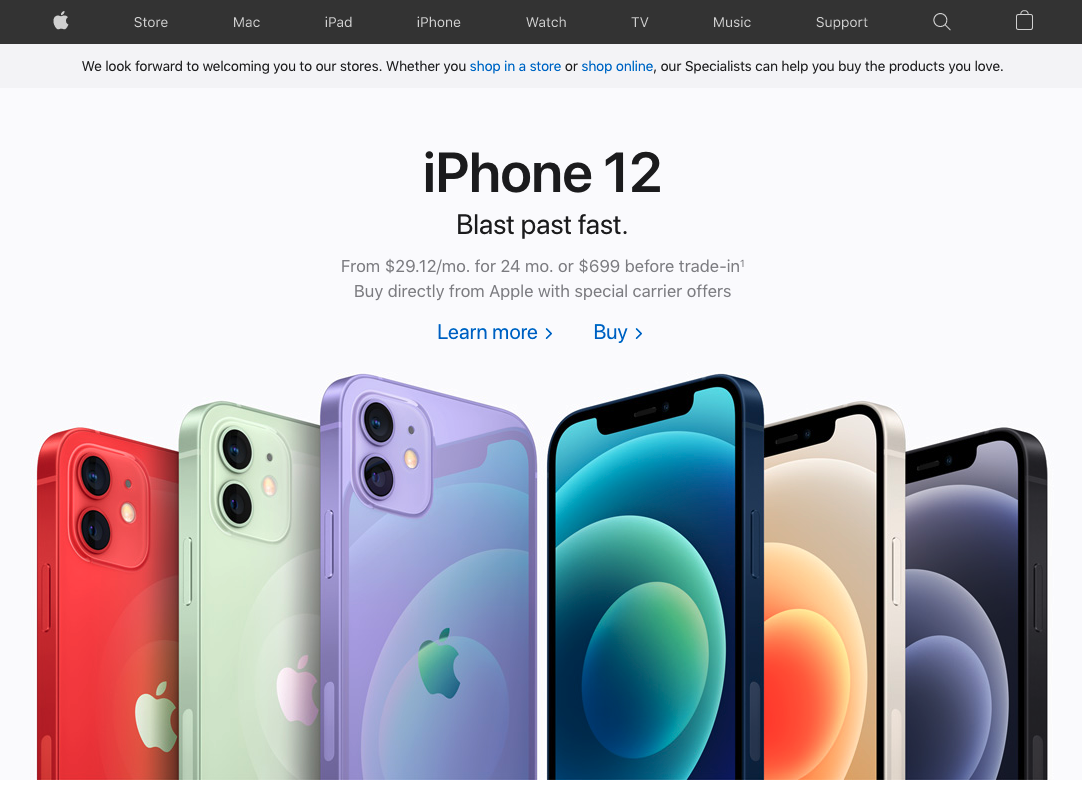 Store Mac iPad iPhone Watch TV Music Support
We look forward to welcoming you to our stores. Whether you shop in a store or shop online, our Specialists can help you buy the products you love.
iPhone 12
Blast past fast.
From $29.12/mo. for 24 mo. or $699 before trade-in¹
Buy directly from Apple with special carrier offers
Learn more > Buy >